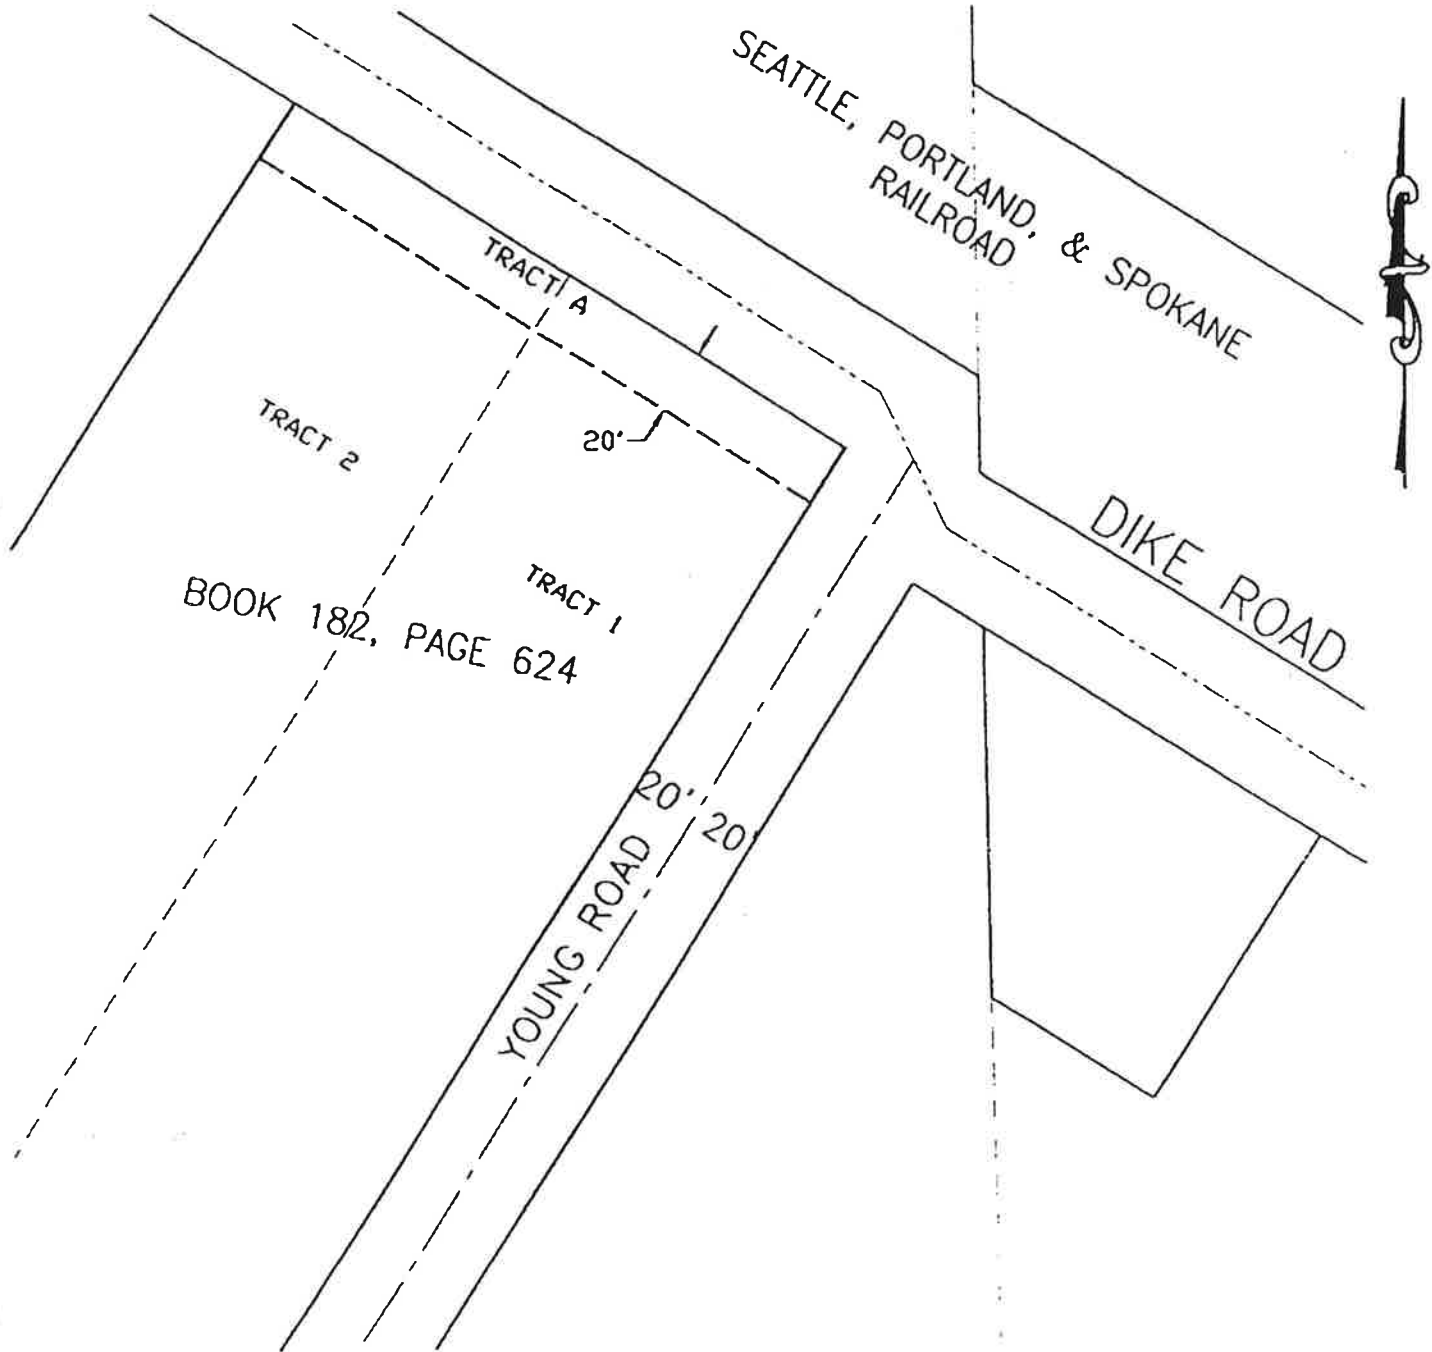 SEATTLE, PORTLAND, & SPOKANE
RAILROAD
TRACT A
TRACT 2
20'
TRACT 1
BOOK 182, PAGE 624
DIKE ROAD
20' 20'
YOUNG ROAD